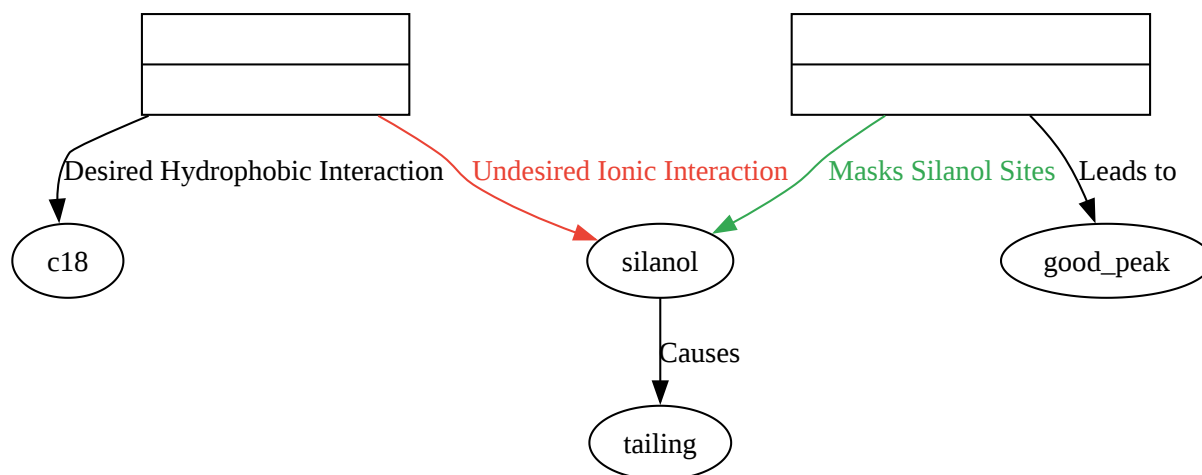 Desired Hydrophobic Interaction
Undesired Ionic Interaction
Masks Silanol Sites
Leads to
c18
silanol
good_peak
Causes
tailing